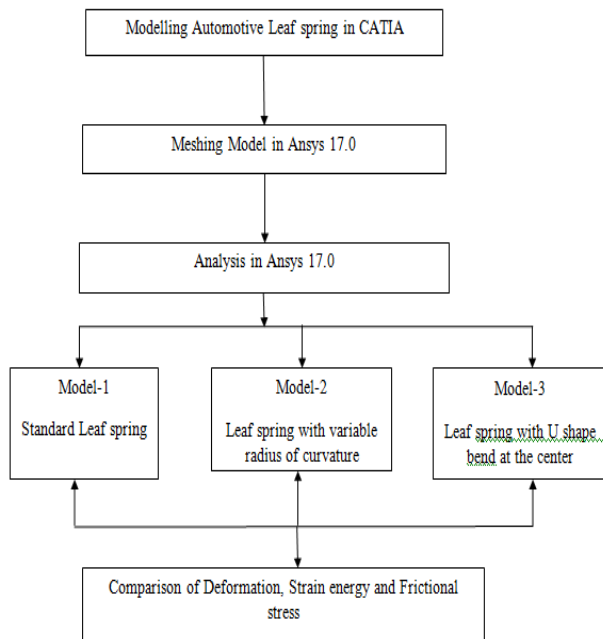 Modelling Automotive Leaf spring in CATIA
Meshing Model in Ansys 17.0
Analysis in Ansys 17.0
Model-1
Standard Leaf spring
Model-2
Leaf spring with variable
radius of curvature
Model-3
Leaf spring with U shape
bend at the center
Comparison of Deformation, Strain energy and Frictional
stress